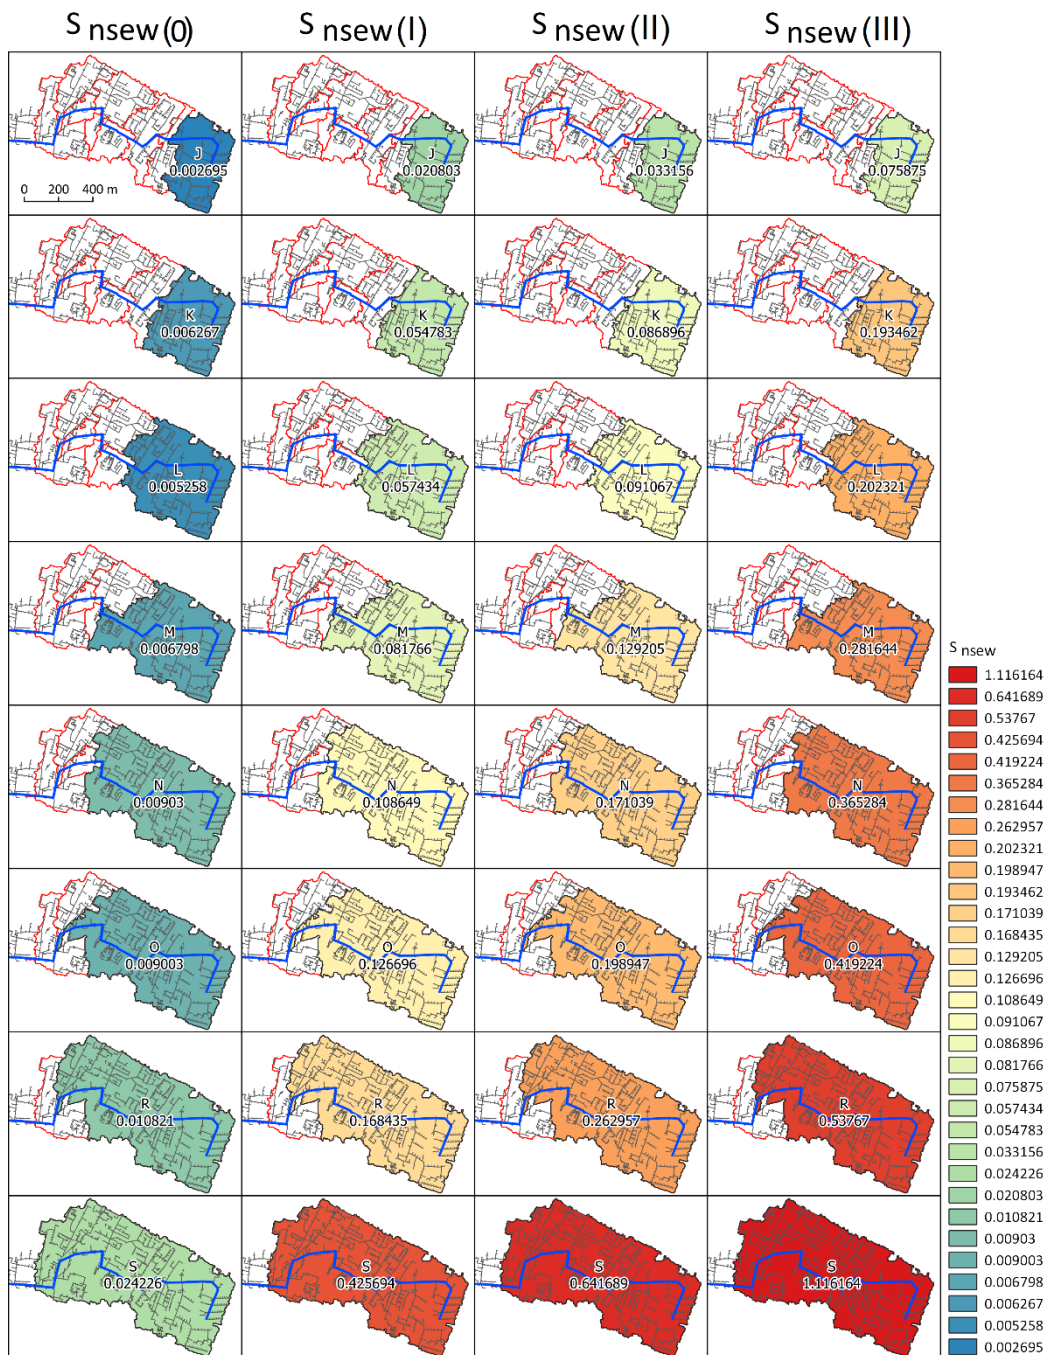 S nsew (0) S nsew (I) S nsew (II) S nsew (III)
J J J J
0.002695 0.020803 0.033156 0.075875
0 200 400 m
K K K K
0.006267 0.054783 0.086896 0.193462
L L L L
0.005258 0.057434 0.091067 0.202321
M M M M
0.006798 0.081766 0.129205 0.281644
N N N N
0.00903 0.108649 0.171039 0.365284
O O O O
0.009003 0.126696 0.198947 0.419224
R R R R
0.010821 0.168435 0.262957 0.53767
S S S S
0.024226 0.425694 0.641689 1.116164
S nsew
1.116164
0.641689
0.53767
0.425694
0.419224
0.365284
0.281644
0.262957
0.202321
0.198947
0.193462
0.171039
0.168435
0.129205
0.126696
0.108649
0.091067
0.086896
0.081766
0.075875
0.057434
0.054783
0.033156
0.024226
0.020803
0.010821
0.00903
0.009003
0.006798
0.006267
0.005258
0.002695